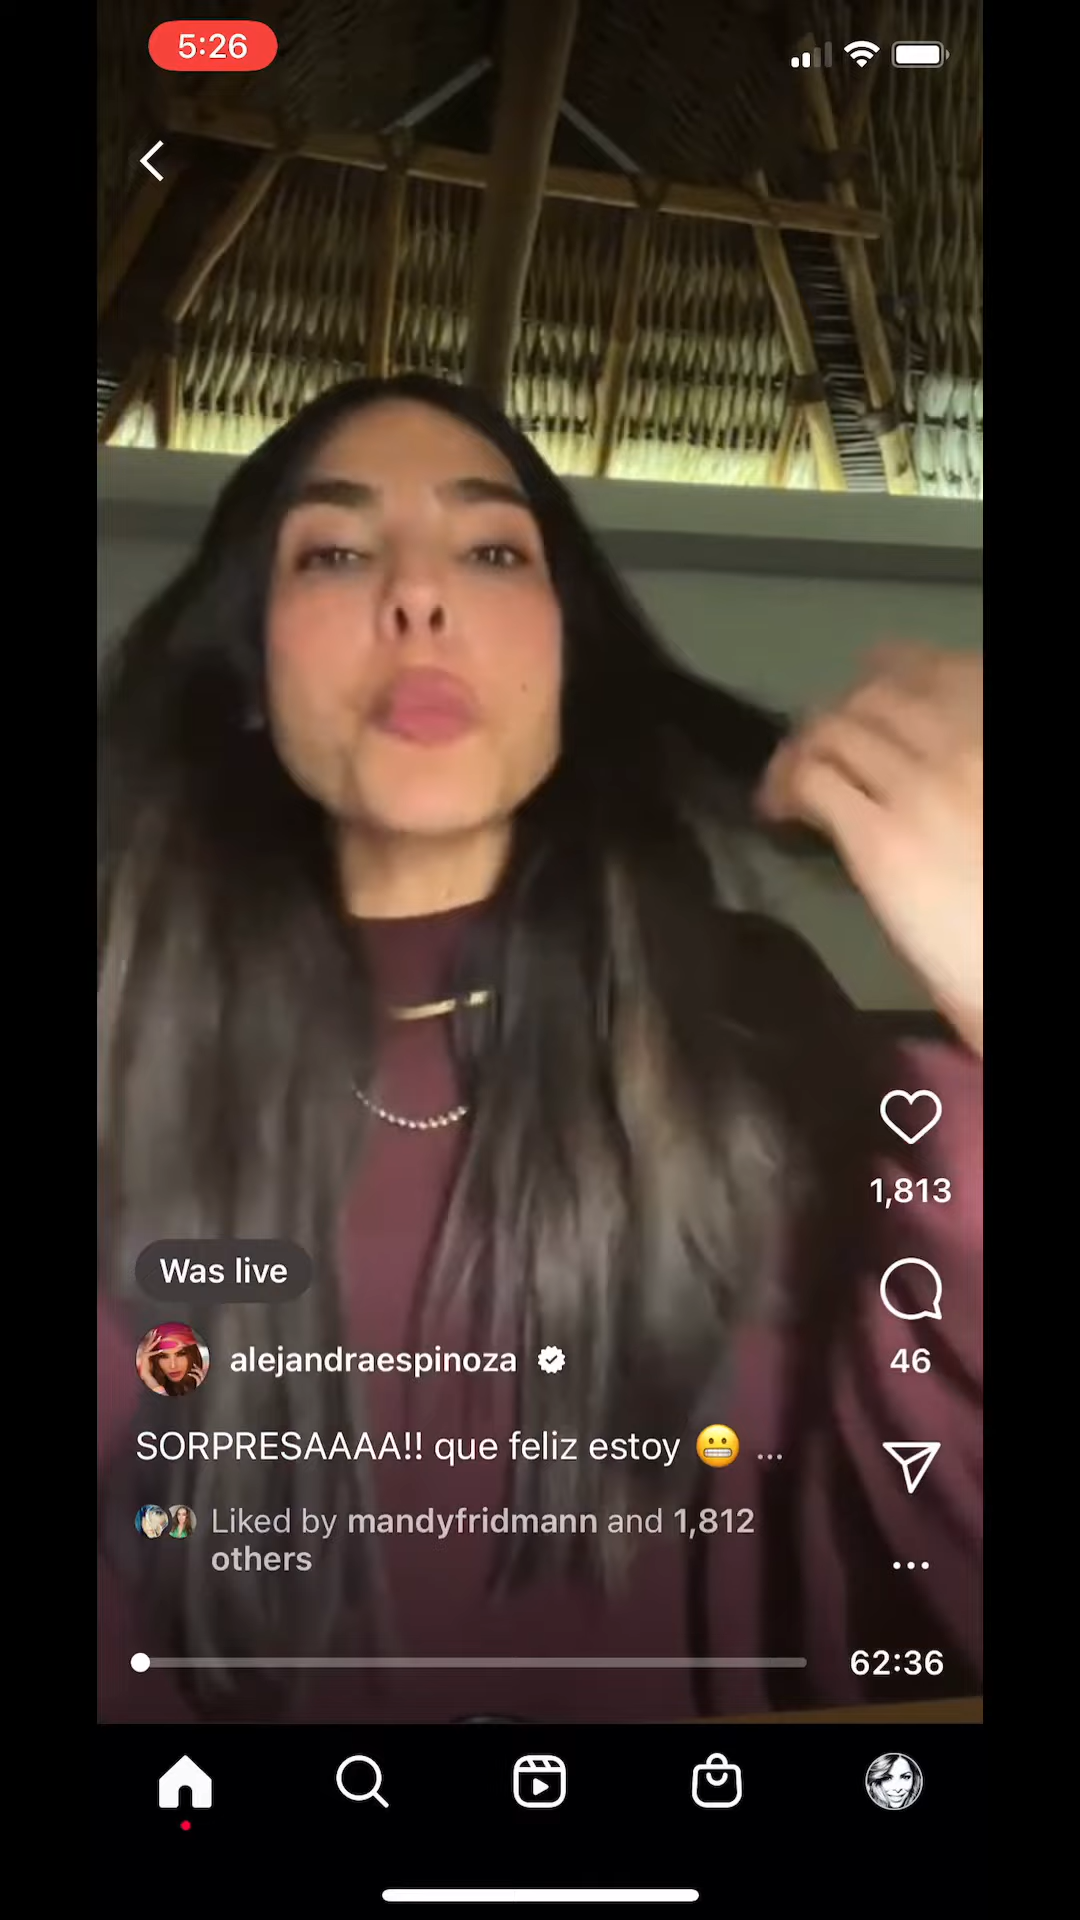 5:26
1,813
Was live
alejandraespinoza
46
SORPRESAAAA!! que feliz estoy 😬 ...
Liked by mandyfridmann and 1,812
others
62:36